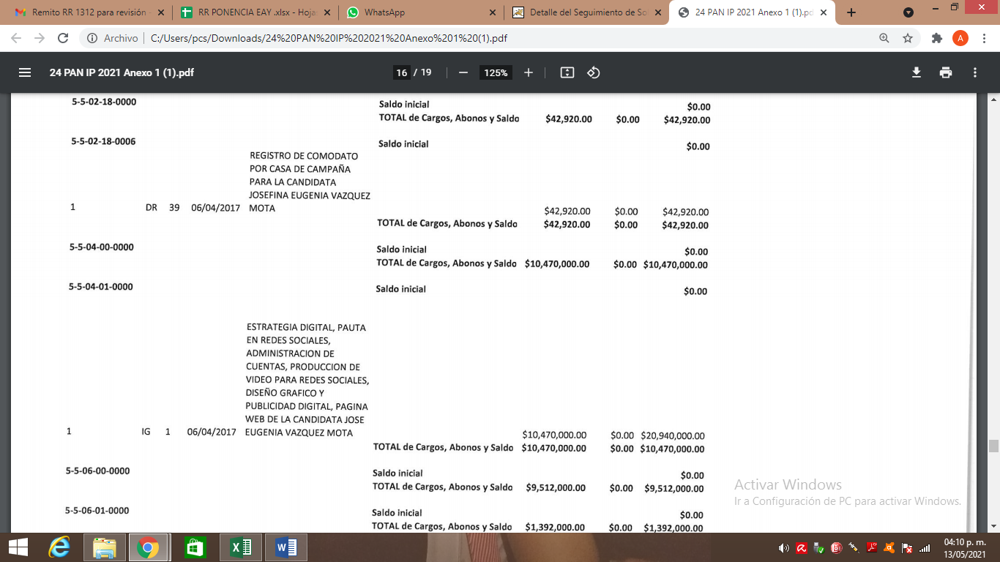 Remito RR 1312 para revisión
RR PONENCIA EAY .xlsx - Hoja
WhatsApp
Detalle del Seguimiento de So
24 PAN IP 2021 Anexo 1 (1).pd
Archivo
C:/Users/pcs/Downloads/24%20PAN%20IP%202021%20Anexo%201%20(1).pdf
A
24 PAN IP 2021 Anexo 1 (1).pdf
16 / 19
125%
5-5-02-18-0000
Saldo inicial $0.00
TOTAL de Cargos, Abonos y Saldo $42,920.00 $0.00 $42,920.00
5-5-02-18-0006 Saldo inicial $0.00
REGISTRO DE COMODATO
POR CASA DE CAMPAÑA
PARA LA CANDIDATA
JOSEFINA EUGENIA VAZQUEZ
1 DR 39 06/04/2017 MOTA $42,920.00 $0.00 $42,920.00
TOTAL de Cargos, Abonos y Saldo $42,920.00 $0.00 $42,920.00
5-5-04-00-0000 Saldo inicial $0.00
TOTAL de Cargos, Abonos y Saldo $10,470,000.00 $0.00 $10,470,000.00
5-5-04-01-0000 Saldo inicial $0.00
ESTRATEGIA DIGITAL, PAUTA
EN REDES SOCIALES,
ADMINISTRACION DE
CUENTAS, PRODUCCION DE
VIDEO PARA REDES SOCIALES,
DISEÑO GRAFICO Y
PUBLICIDAD DIGITAL, PAGINA
WEB DE LA CANDIDATA JOSE
1 IG 1 06/04/2017 EUGENIA VAZQUEZ MOTA $10,470,000.00 $0.00 $20,940,000.00
TOTAL de Cargos, Abonos y Saldo $10,470,000.00 $0.00 $10,470,000.00
5-5-06-00-0000 Saldo inicial $0.00
TOTAL de Cargos, Abonos y Saldo $9,512,000.00 $0.00 $9,512,000.00
5-5-06-01-0000 Saldo inicial $0.00
TOTAL de Cargos, Abonos y Saldo $1,392,000.00 $0.00 $1,392,000.00
Activar Windows
Ir a Configuración de PC para activar Windows.
04:10 p. m.
13/05/2021